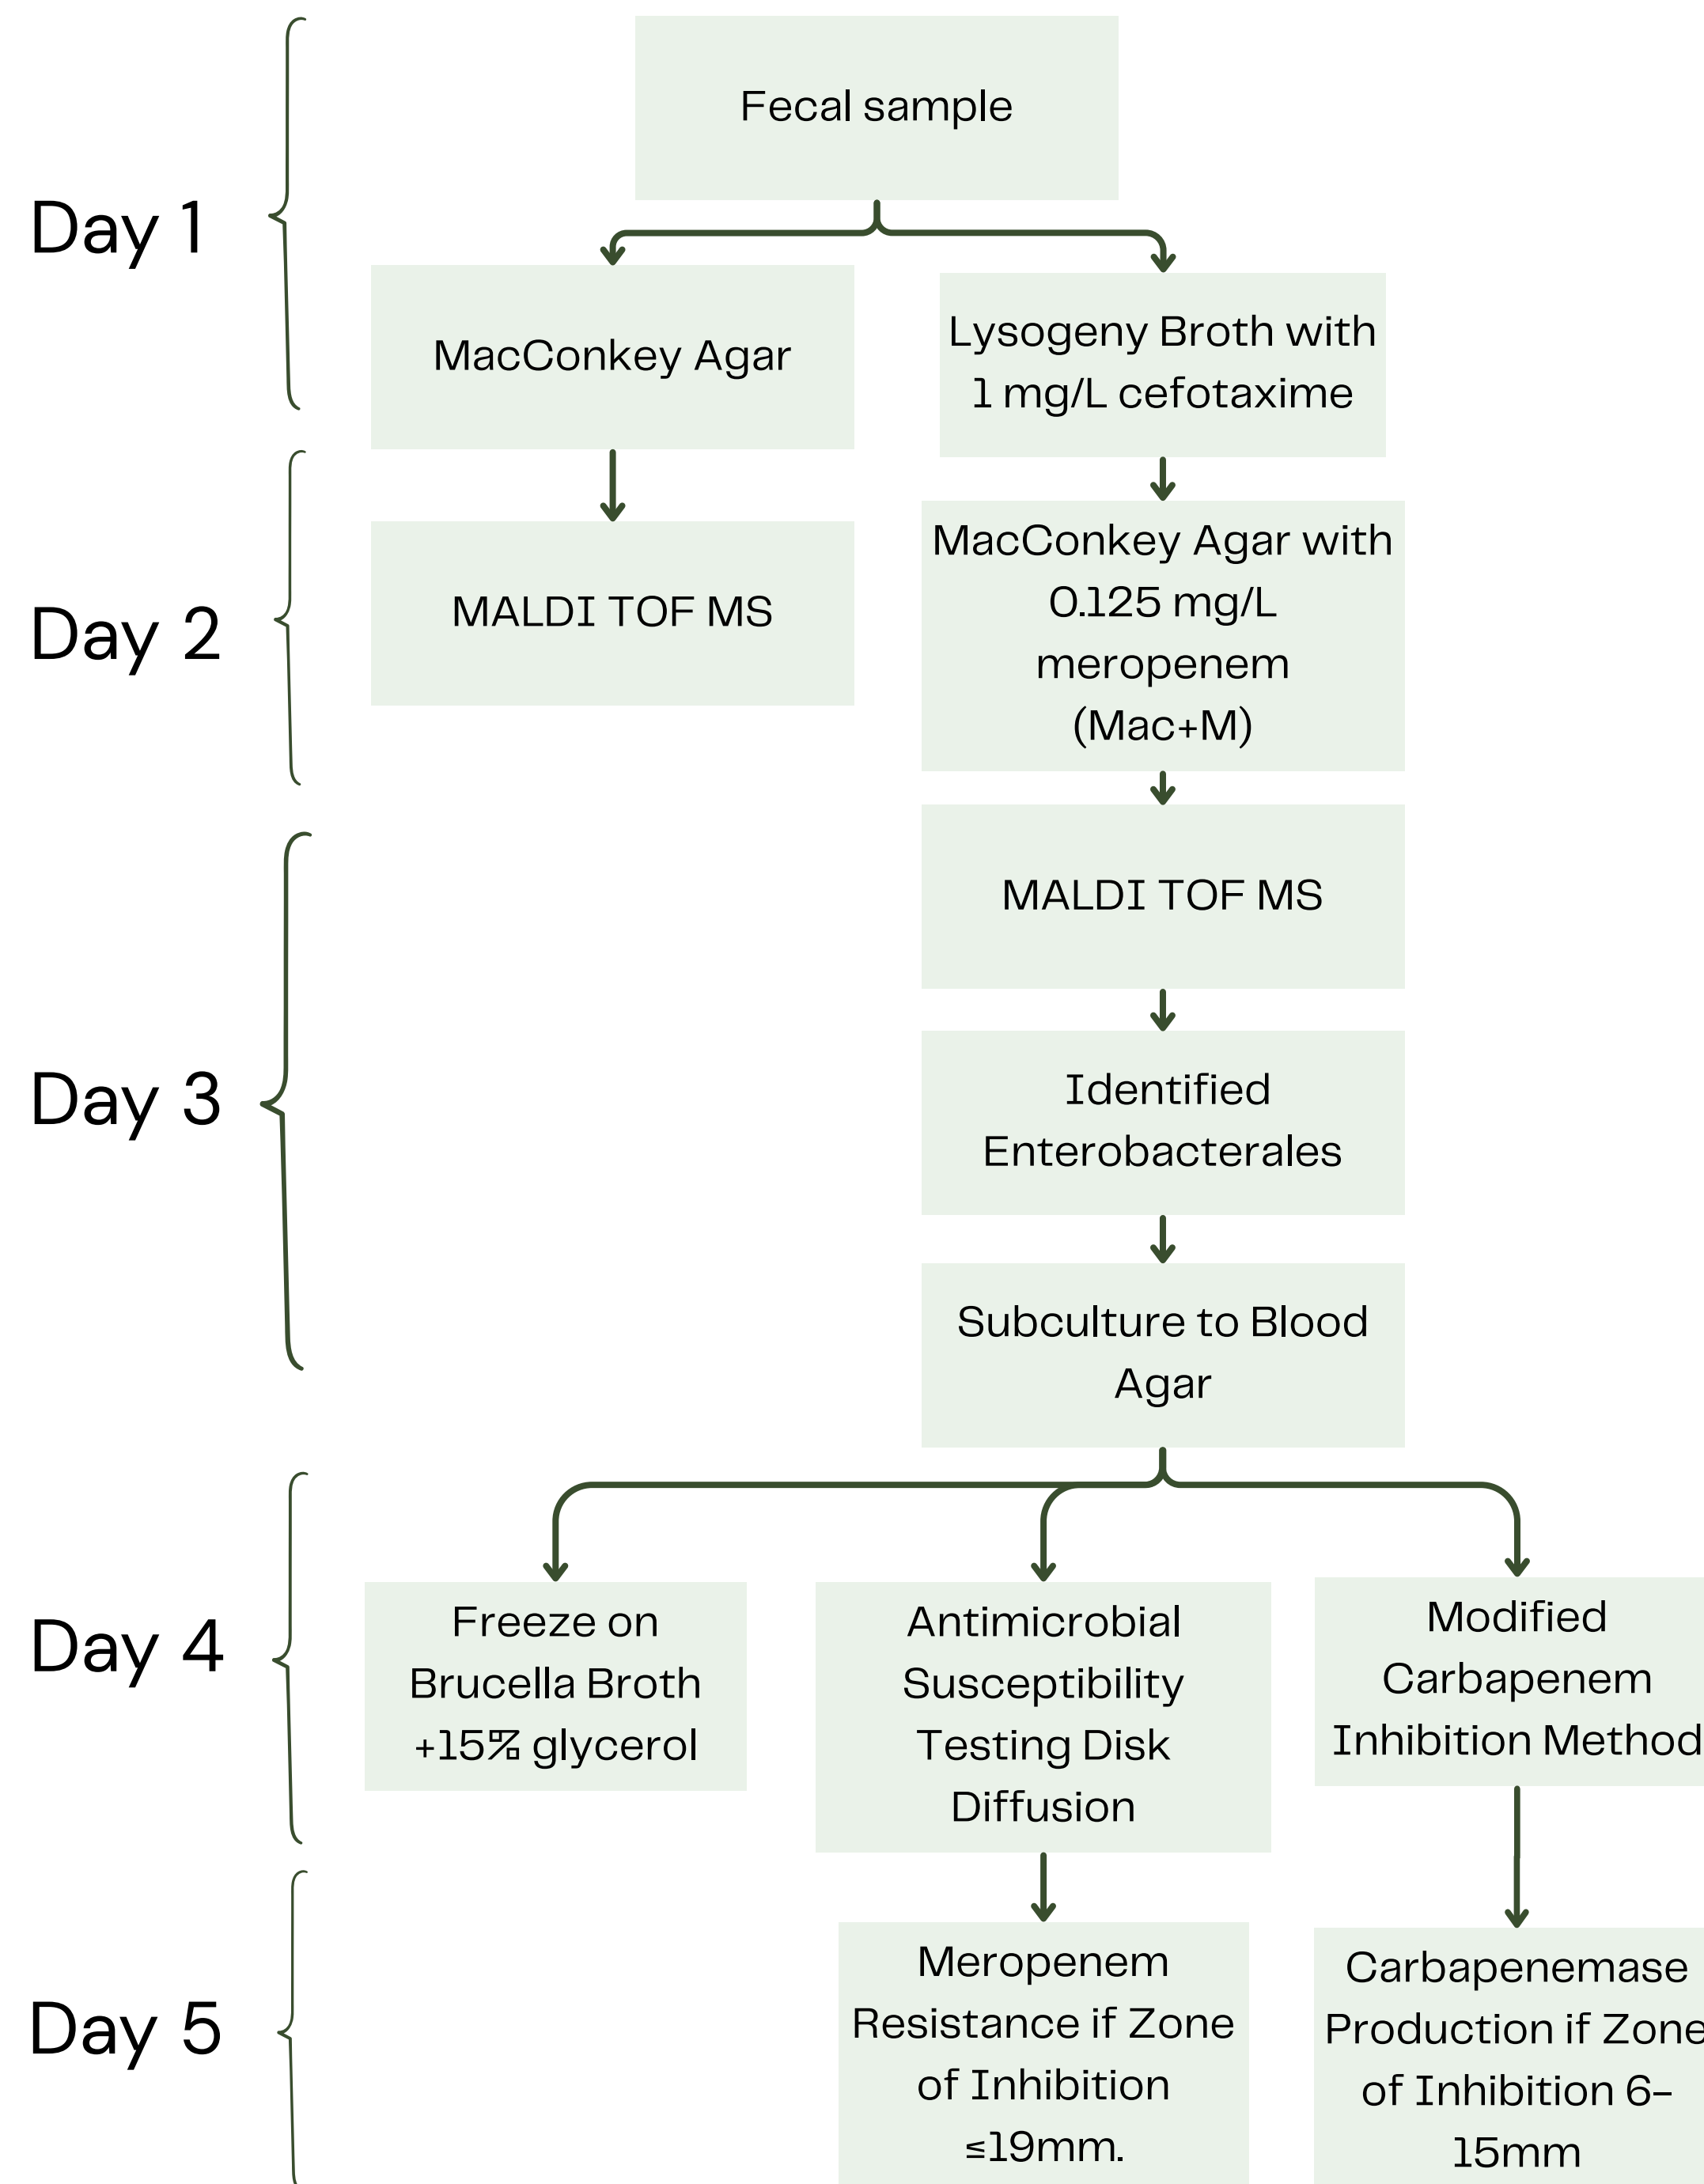 Day 1
Fecal sample
MacConkey Agar
Lysogeny Broth with
1 mg/L cefotaxime
Day 2
MALDI TOF MS
MacConkey Agar with
0.125 mg/L
meropenem
(Mac+M)
Day 3
MALDI TOF MS
Identified
Enterobacterales
Subculture to Blood
Agar
Day 4
Freeze on
Brucella Broth
+15% glycerol
Antimicrobial
Susceptibility
Testing Disk
Diffusion
Modified
Carbapenem
Inhibition Method
Day 5
Meropenem
Resistance if Zone
of Inhibition
≤19mm.
Carbapenemase
Production if Zone
of Inhibition 6-
15mm